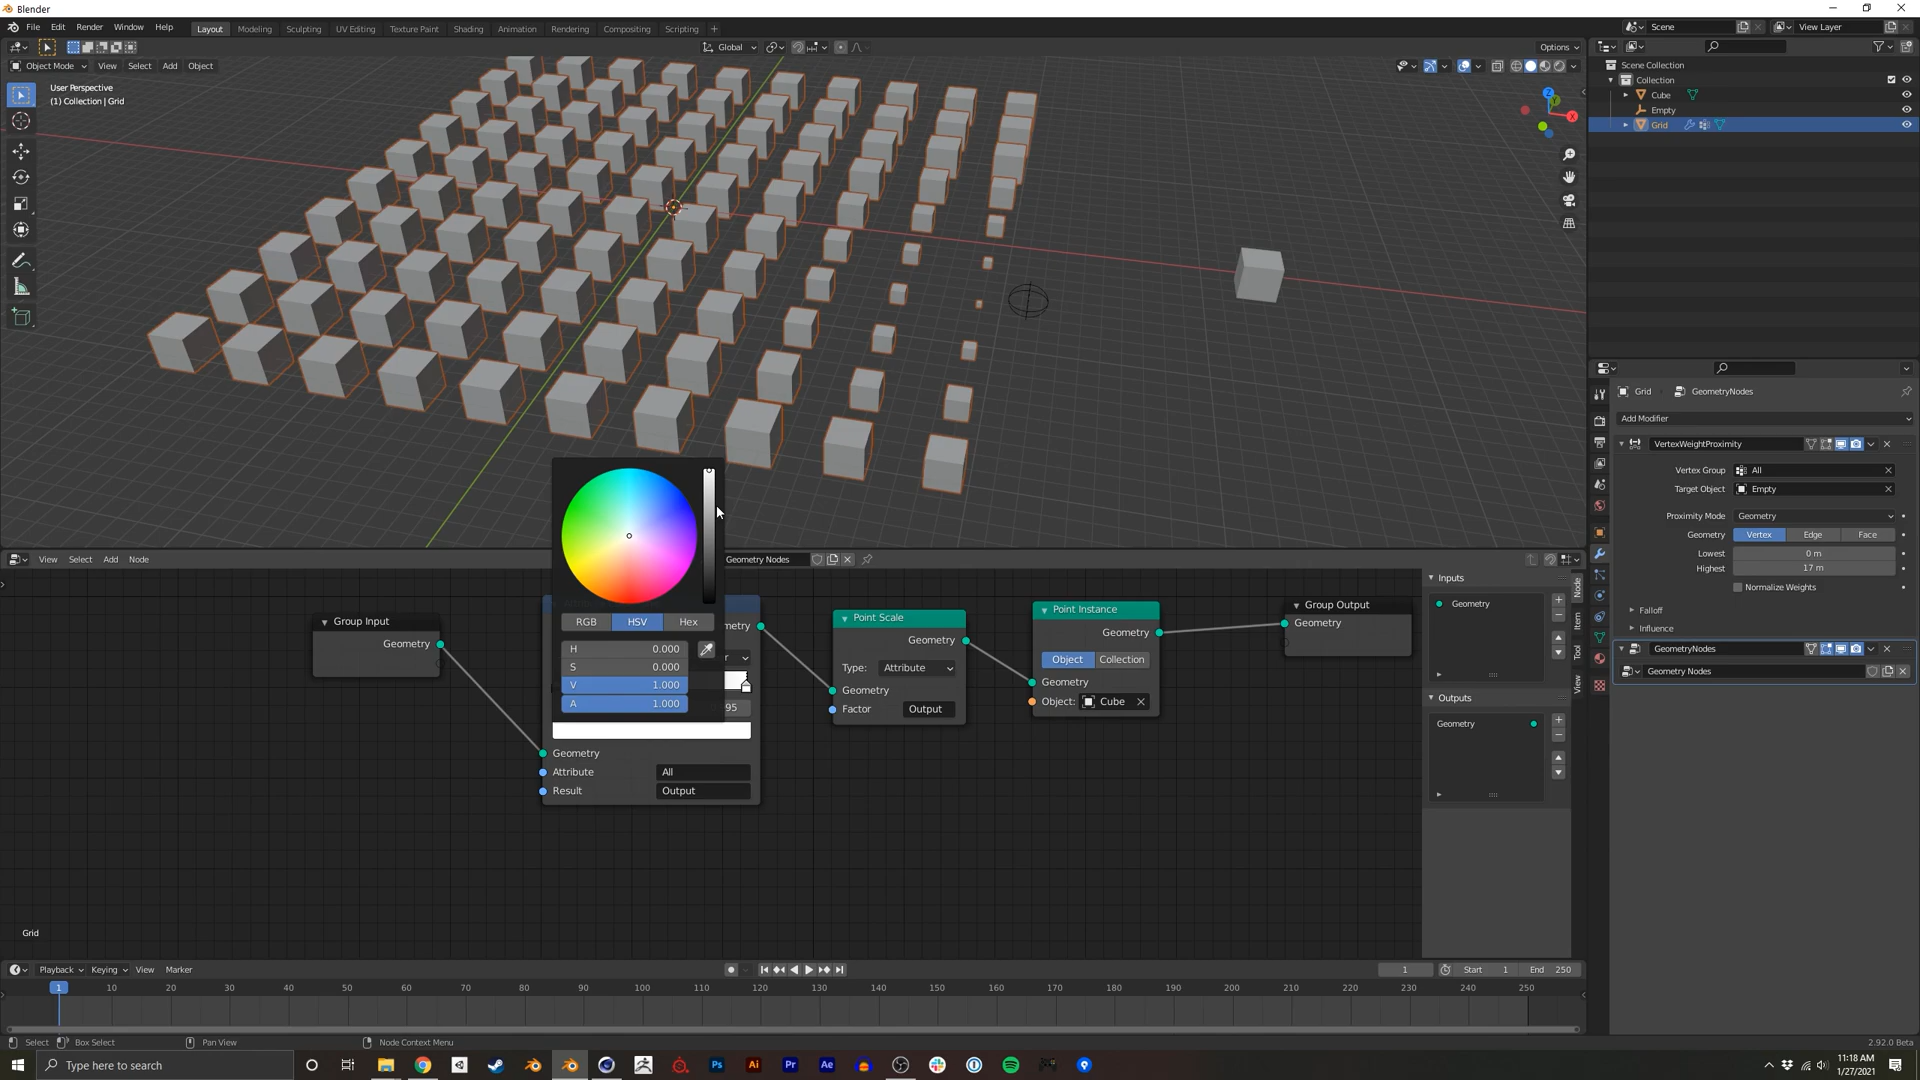 Blender
File Edit Render Window Help
Layout Modeling Sculpting UV Editing Texture Paint Shading Animation Rendering Compositing Scripting +
Scene
View Layer
Global
Options
Object Mode View Select Add Object
User Perspective
(1) Collection | Grid
Z
X
Scene Collection
Collection
Cube
Empty
Grid
Grid GeometryNodes
Add Modifier
VertexWeightProximity
Vertex Group All
Target Object Empty
Proximity Mode Geometry
Geometry Vertex Edge Face
Lowest 0 m
Highest 17 m
Normalize Weights
Falloff
Influence
GeometryNodes
Geometry Nodes
View Select Add Node
Geometry Nodes
RGB HSV Hex
H 0.000
S 0.000
V 1.000
A 1.000
Group Input
Geometry
Geometry
Attribute All
Result Output
Point Scale
Geometry
Type: Attribute
Geometry
Factor Output
Point Instance
Geometry
Object Collection
Geometry
Object: Cube
Group Output
Geometry
Inputs
Geometry
Outputs
Geometry
Node
Item
Tool
View
Grid
Playback Keying View Marker
1
Start 1 End 250
1 10 20 30 40 50 60 70 80 90 100 110 120 130 140 150 160 170 180 190 200 210 220 230 240 250
Select Box Select Pan View Node Context Menu
2.92.0 Beta
Type here to search
Ps Ai Pr Ae
11:18 AM
1/27/2021